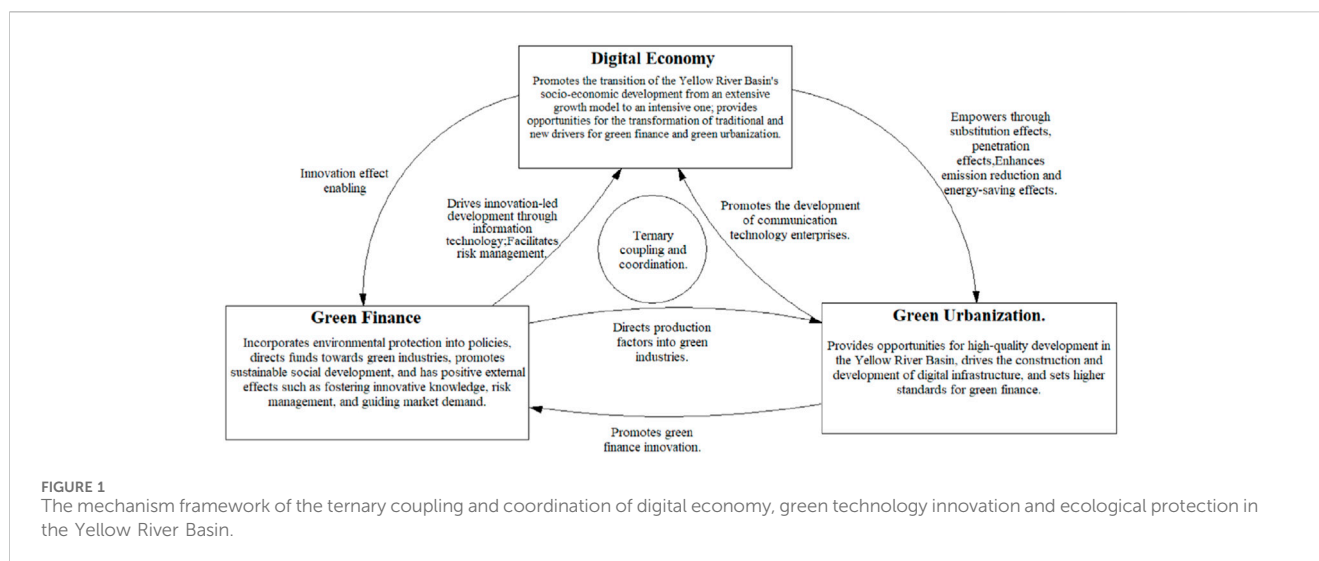 Digital Economy
Promotes the transition of the Yellow River Basin's
socio-economic development from an extensive
growth model to an intensive one; provides
opportunities for the transformation of traditional and
new drivers for green finance and green urbanization.
Innovation effect
enabling
Empowers through
substitution effects,
penetration
effects,Enhances
emission reduction and
energy-saving effects.
Drives innovation-led
development through
information
technology;Facilitates
risk management,
Promotes the development
of communication
technology enterprises.
Ternary
coupling and
coordination.
Green Finance
Incorporates environmental protection into policies,
directs funds towards green industries, promotes
sustainable social development, and has positive external
effects such as fostering innovative knowledge, risk
management, and guiding market demand.
Directs production
factors into green
industries.
Green Urbanization.
Provides opportunities for high-quality development in
the Yellow River Basin, drives the construction and
development of digital infrastructure, and sets higher
standards for green finance.
Promotes green
finance innovation.
FIGURE 1
The mechanism framework of the ternary coupling and coordination of digital economy, green technology innovation and ecological protection in
the Yellow River Basin.